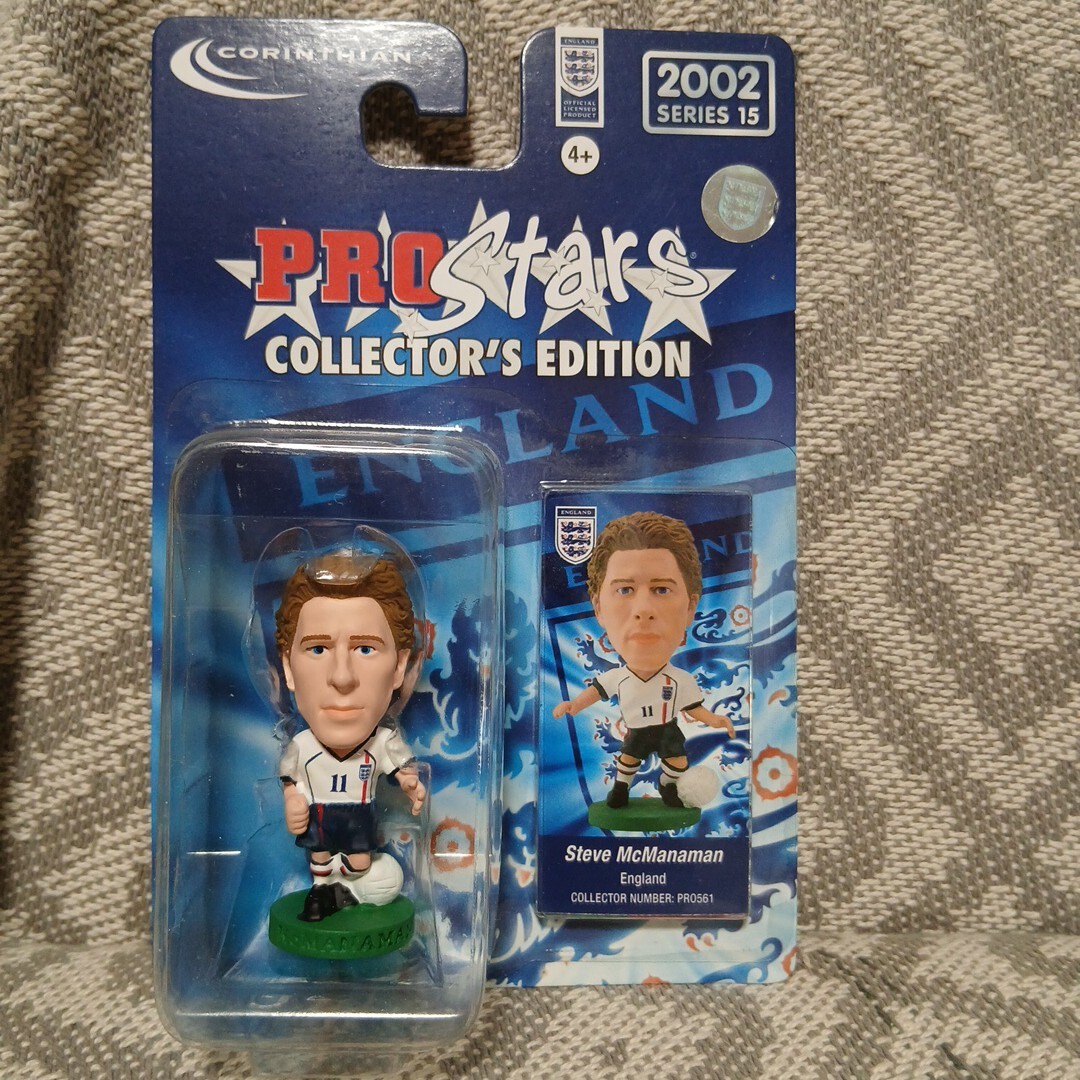 CORINTHIAN
ENGLAND
OFFICIAL
LICENSED
PRODUCT
2002
SERIES 15
4+
PROStars
COLLECTOR'S EDITION
ENGLAND
ENGLAND
11
11
Steve McManaman
England
COLLECTOR NUMBER: PRO561